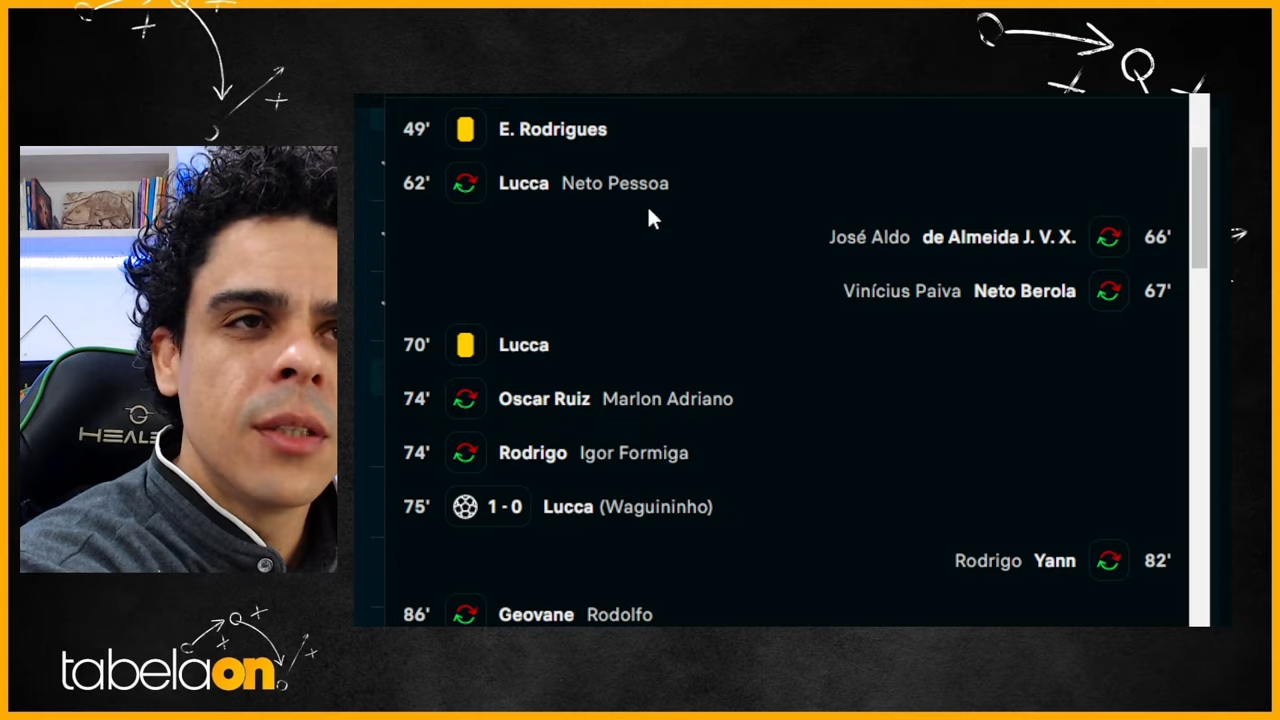 49' E. Rodrigues
62' Lucca Neto Pessoa
José Aldo de Almeida J. V. X. 66'
Vinícius Paiva Neto Berola 67'
70' Lucca
74' Oscar Ruiz Marlon Adriano
74' Rodrigo Igor Formiga
75' 1 - 0 Lucca (Waguininho)
Rodrigo Yann 82'
86' Geovane Rodolfo
HEALE
tabelaon